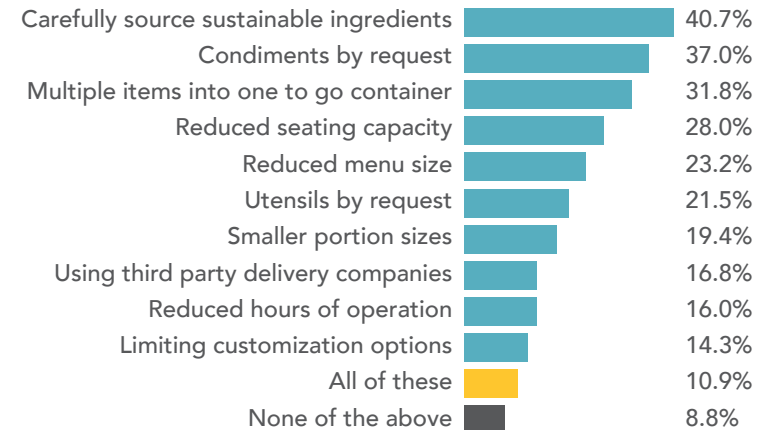 Carefully source sustainable ingredients 40.7%
Condiments by request 37.0%
Multiple items into one to go container 31.8%
Reduced seating capacity 28.0%
Reduced menu size 23.2%
Utensils by request 21.5%
Smaller portion sizes 19.4%
Using third party delivery companies 16.8%
Reduced hours of operation 16.0%
Limiting customization options 14.3%
All of these 10.9%
None of the above 8.8%